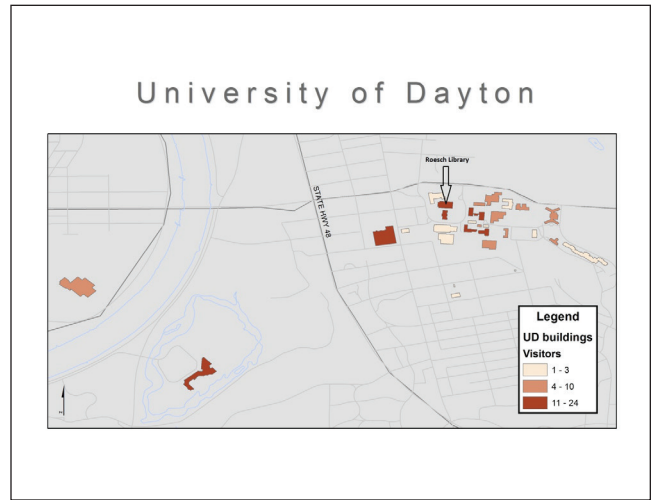 University of Dayton
Roesch Library
STATE HWY 48
Legend
UD buildings
Visitors
1 - 3
4 - 10
11 - 24